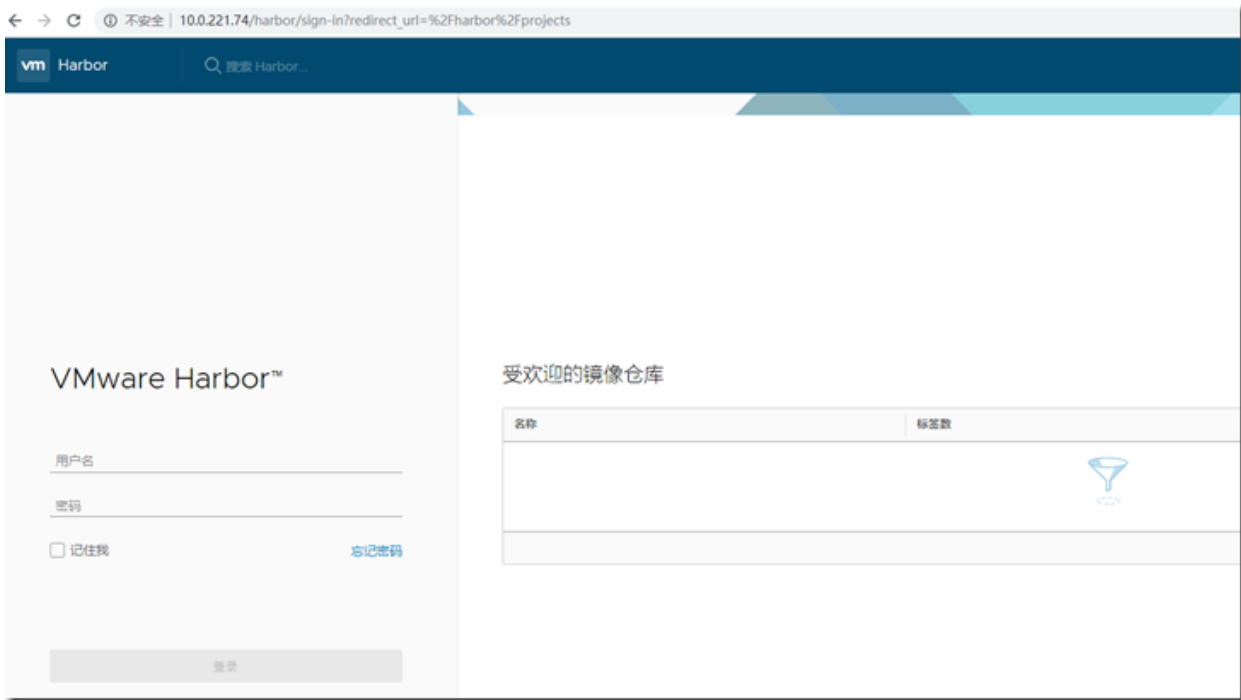 不安全 | 10.0.221.74/harbor/sign-in?redirect_url=%2Fharbor%2Fprojects
vm Harbor
搜索 Harbor...
VMware Harbor™
用户名
密码
记住我
忘记密码
登录
受欢迎的镜像仓库
名称
标签数